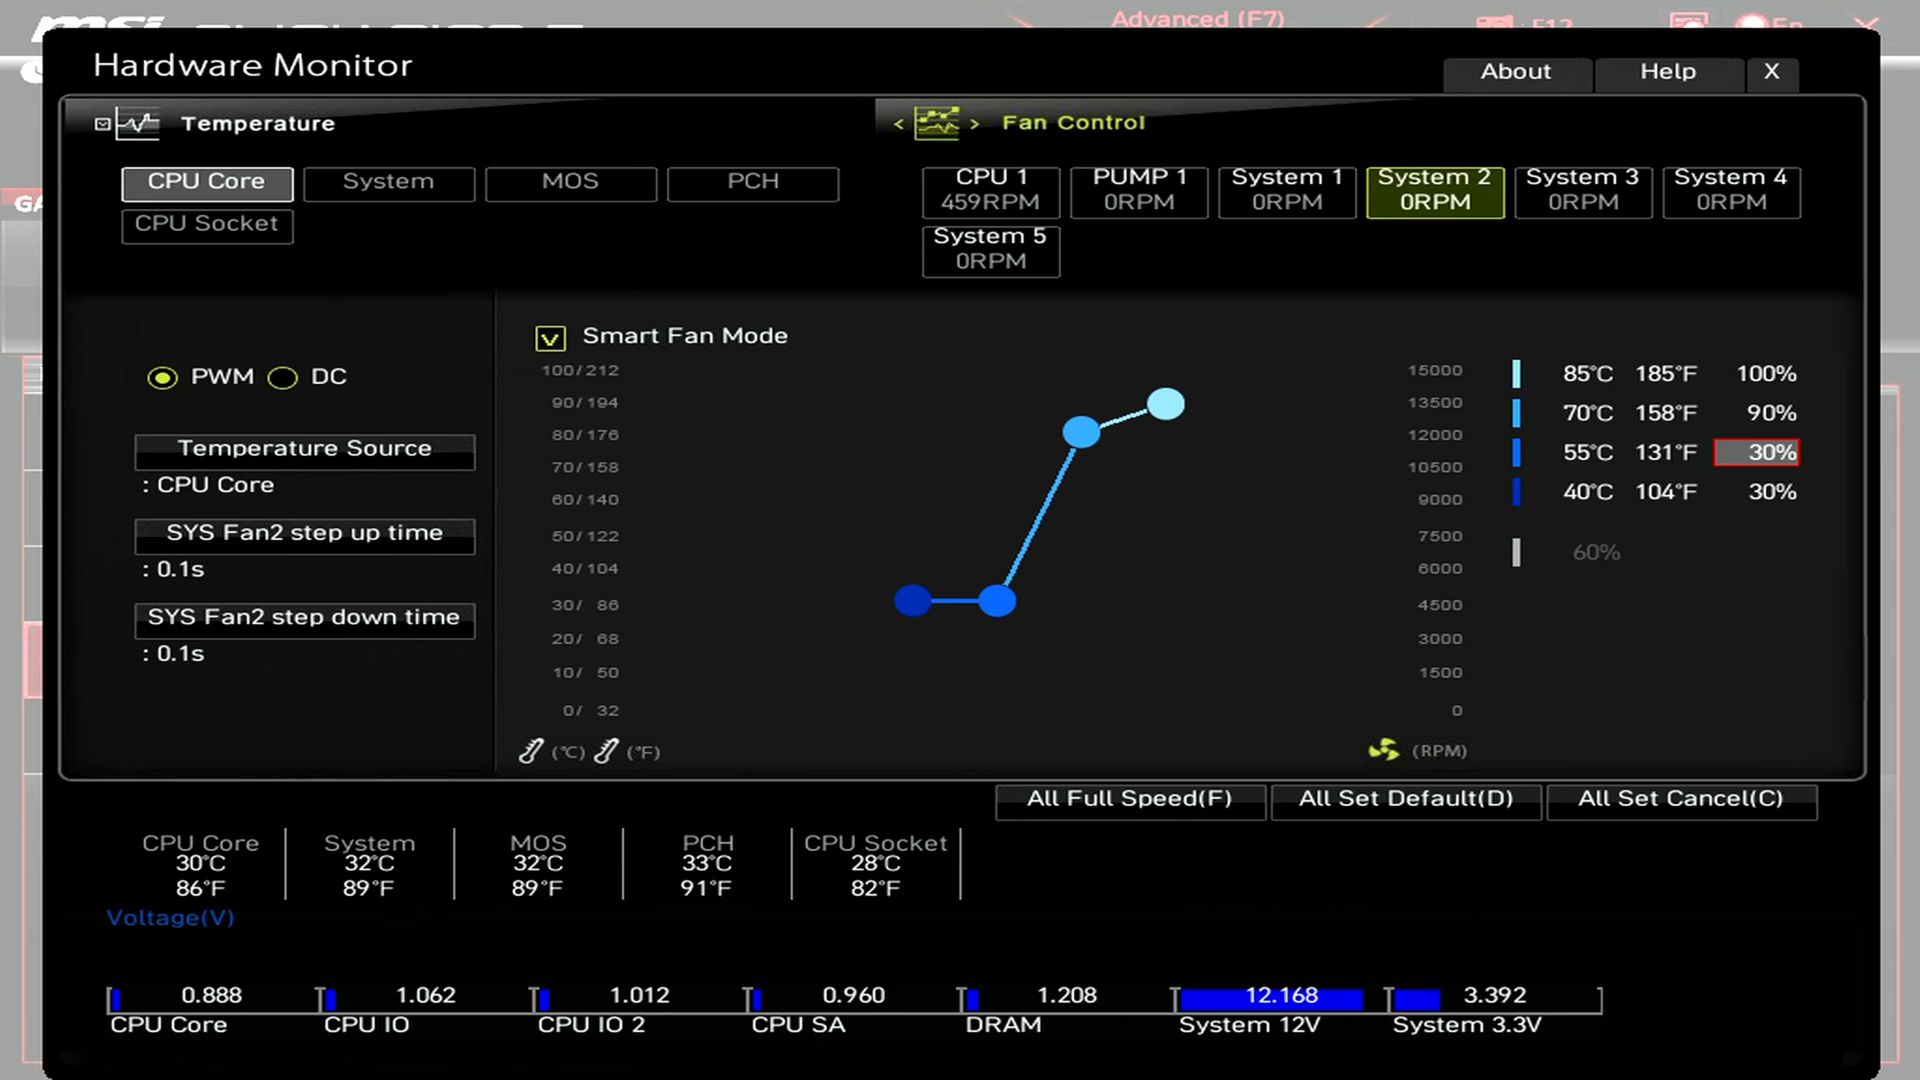 msi
Advanced (F7)
F12
En
X
Hardware Monitor
About
Help
X
Temperature
< > Fan Control
CPU Core
System
MOS
PCH
CPU Socket
CPU 1
459RPM
PUMP 1
0RPM
System 1
0RPM
System 2
0RPM
System 3
0RPM
System 4
0RPM
System 5
0RPM
GA
PWM
DC
Temperature Source
: CPU Core
SYS Fan2 step up time
: 0.1s
SYS Fan2 step down time
: 0.1s
V Smart Fan Mode
100/212
90/194
80/176
70/158
60/140
50/122
40/104
30/ 86
20/ 68
10/ 50
0/ 32
(°C) (°F)
15000
13500
12000
10500
9000
7500
6000
4500
3000
1500
0
(RPM)
85°C 185°F 100%
70°C 158°F 90%
55°C 131°F 30%
40°C 104°F 30%
60%
All Full Speed(F)
All Set Default(D)
All Set Cancel(C)
CPU Core
30°C
86°F
System
32°C
89°F
MOS
32°C
89°F
PCH
33°C
91°F
CPU Socket
28°C
82°F
Voltage(V)
0.888
CPU Core
1.062
CPU IO
1.012
CPU IO 2
0.960
CPU SA
1.208
DRAM
12.168
System 12V
3.392
System 3.3V